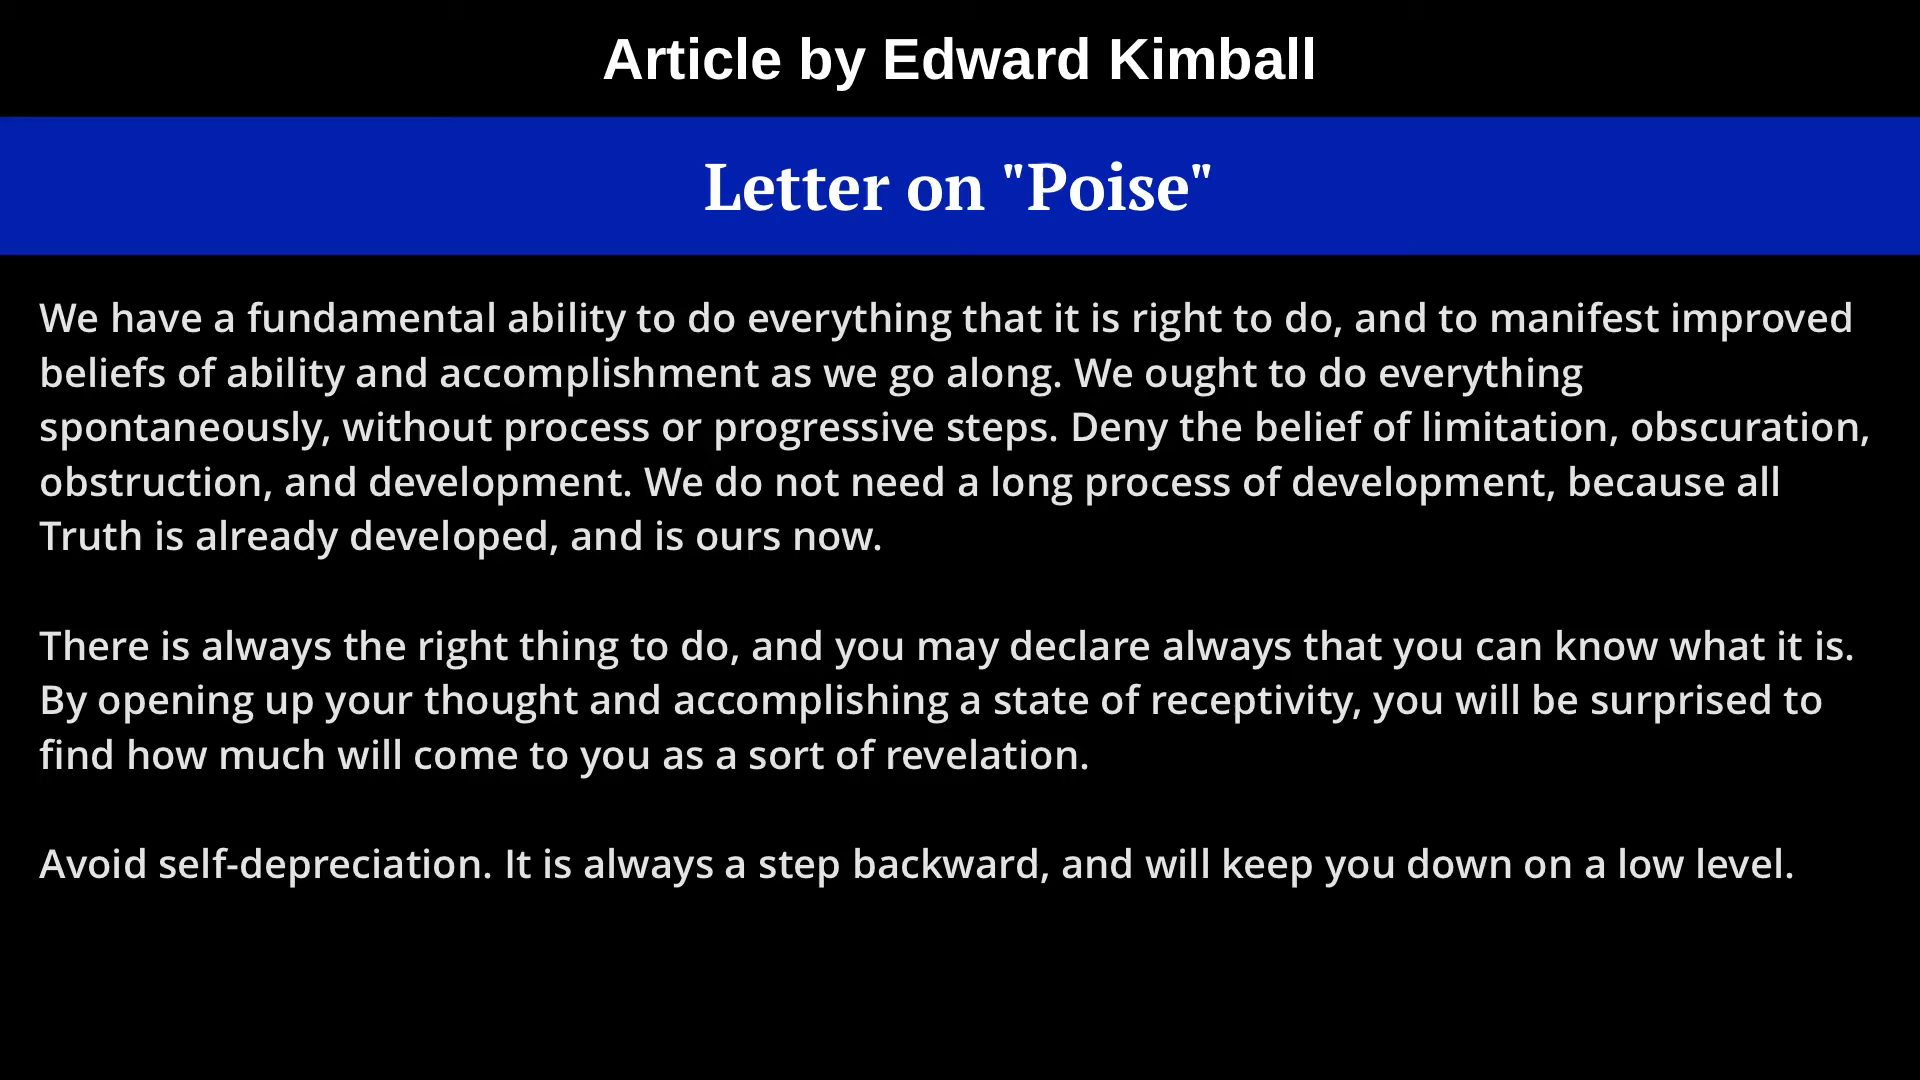 Article by Edward Kimball
Letter on "Poise"
We have a fundamental ability to do everything that it is right to do, and to manifest improved
beliefs of ability and accomplishment as we go along. We ought to do everything
spontaneously, without process or progressive steps. Deny the belief of limitation, obscuration,
obstruction, and development. We do not need a long process of development, because all
Truth is already developed, and is ours now.
There is always the right thing to do, and you may declare always that you can know what it is.
By opening up your thought and accomplishing a state of receptivity, you will be surprised to
find how much will come to you as a sort of revelation.
Avoid self-depreciation. It is always a step backward, and will keep you down on a low level.